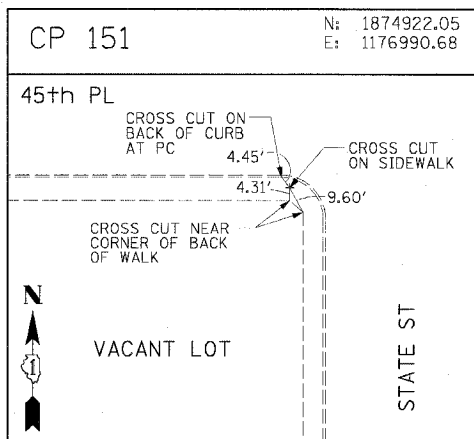 CP 151
N: 1874922.05
E: 1176990.68
45th PL
CROSS CUT ON
BACK OF CURB
AT PC
4.45'
CROSS CUT
ON SIDEWALK
4.31'
9.60'
CROSS CUT NEAR
CORNER OF BACK
OF WALK
N
1
VACANT LOT
STATE ST